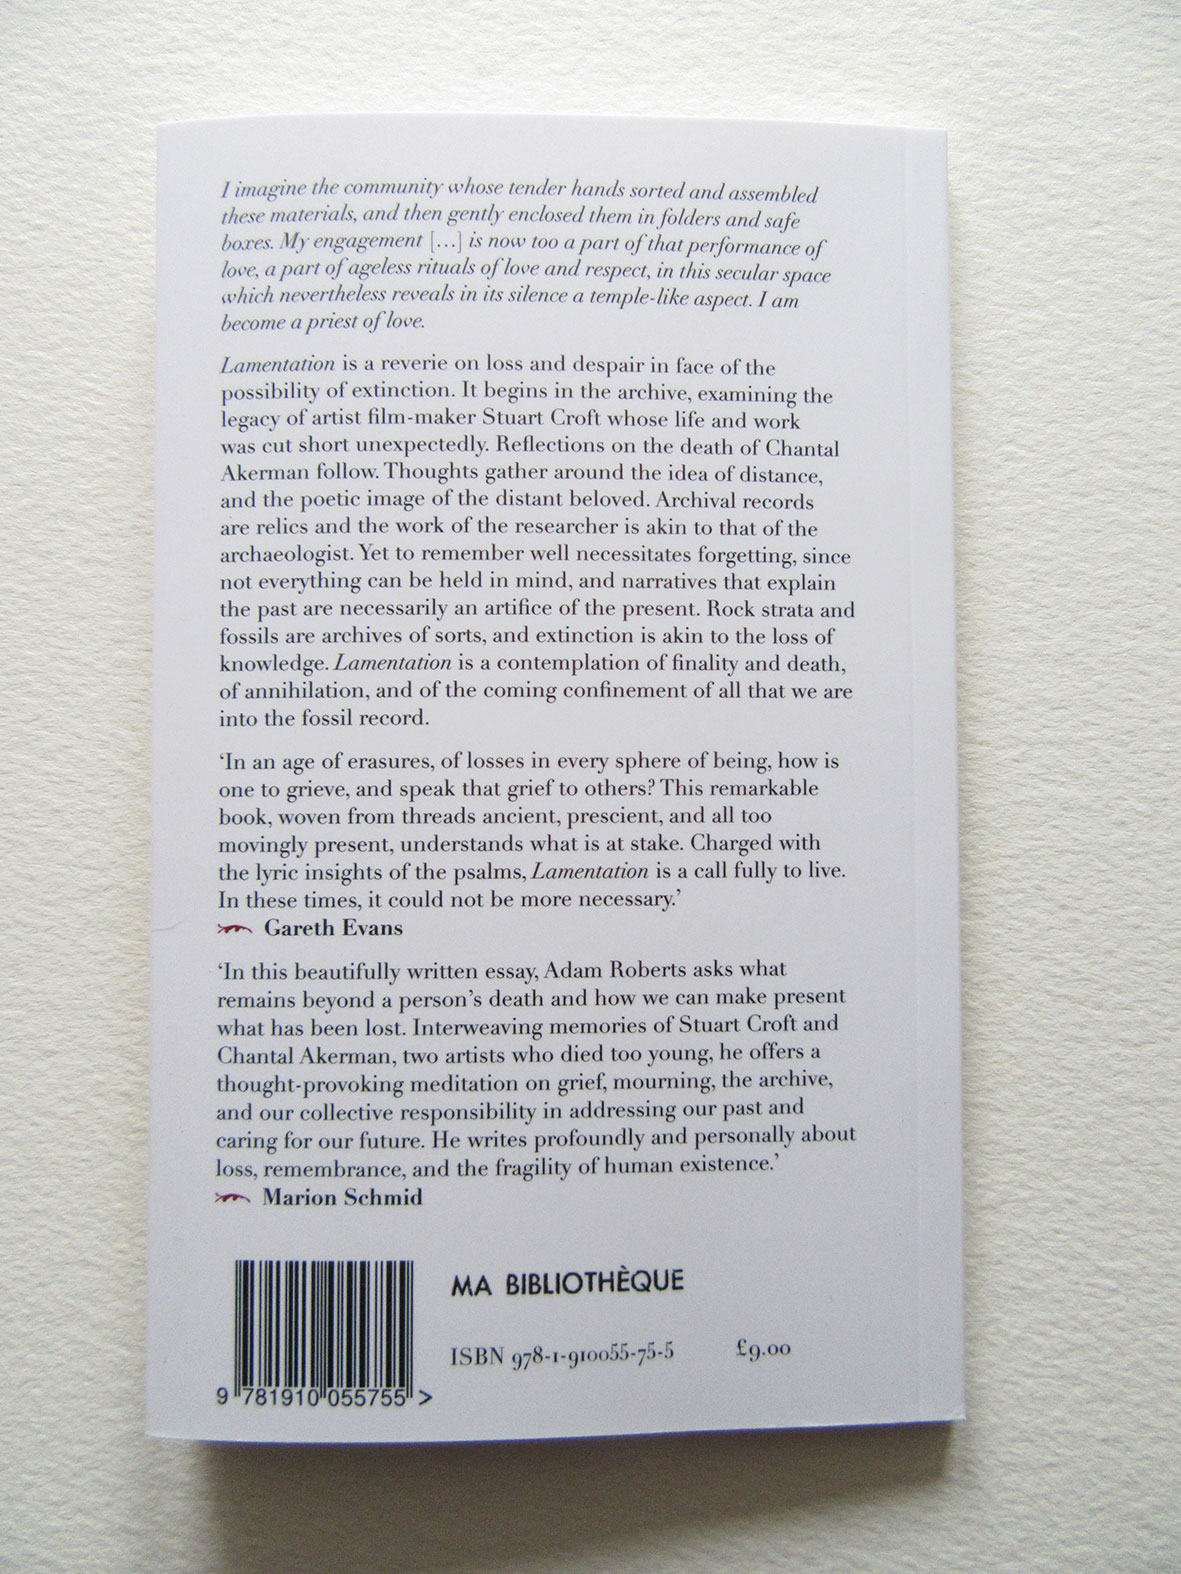 I imagine the community whose tender hands sorted and assembled
these materials, and then gently enclosed them in folders and safe
boxes. My engagement […] is now too a part of that performance of
love, a part of ageless rituals of love and respect, in this secular space
which nevertheless reveals in its silence a temple-like aspect. I am
become a priest of love.
Lamentation is a reverie on loss and despair in face of the
possibility of extinction. It begins in the archive, examining the
legacy of artist film-maker Stuart Croft whose life and work
was cut short unexpectedly. Reflections on the death of Chantal
Akerman follow. Thoughts gather around the idea of distance,
and the poetic image of the distant beloved. Archival records
are relics and the work of the researcher is akin to that of the
archaeologist. Yet to remember well necessitates forgetting, since
not everything can be held in mind, and narratives that explain
the past are necessarily an artifice of the present. Rock strata and
fossils are archives of sorts, and extinction is akin to the loss of
knowledge. Lamentation is a contemplation of finality and death,
of annihilation, and of the coming confinement of all that we are
into the fossil record.
‘In an age of erasures, of losses in every sphere of being, how is
one to grieve, and speak that grief to others? This remarkable
book, woven from threads ancient, prescient, and all too
movingly present, understands what is at stake. Charged with
the lyric insights of the psalms, Lamentation is a call fully to live.
In these times, it could not be more necessary.’
Gareth Evans
‘In this beautifully written essay, Adam Roberts asks what
remains beyond a person’s death and how we can make present
what has been lost. Interweaving memories of Stuart Croft and
Chantal Akerman, two artists who died too young, he offers a
thought-provoking meditation on grief, mourning, the archive,
and our collective responsibility in addressing our past and
caring for our future. He writes profoundly and personally about
loss, remembrance, and the fragility of human existence.’
Marion Schmid
MA BIBLIOTHÈQUE
ISBN 978-1-910055-75-5 £9.00
9 781910 055755 >